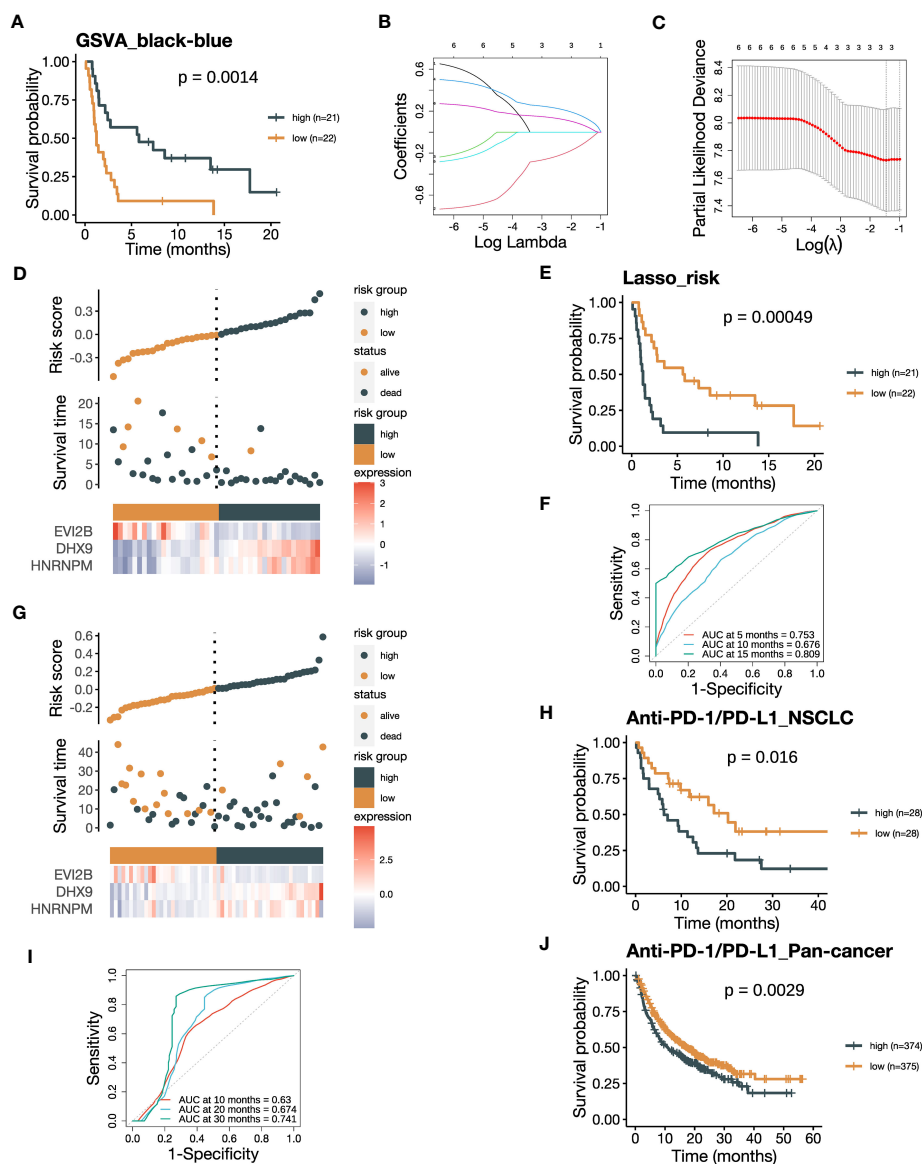 A
GSVA_black-blue
1.00
0.75
0.50
0.25
0.00
Survival probability
p = 0.0014
high (n=21)
low (n=22)
0 5 10 15 20
Time (months)
B
6 6 5 3 3 1
0.6
0.2
-0.2
-0.6
Coefficients
-6 -5 -4 -3 -2 -1
Log Lambda
C
6 6 6 6 6 6 5 5 4 3 3 3 3 3 3
8.4
8.2
8.0
7.8
7.6
7.4
Partial Likelihood Deviance
-6 -5 -4 -3 -2 -1
Log(λ)
D
Risk score
0.3
0.0
-0.3
risk group
high
low
status
alive
dead
Survival time
20
15
10
5
0
risk group
high
low
expression
3
2
1
0
-1
EVI2B
DHX9
HNRNPM
E
Lasso_risk
1.00
0.75
0.50
0.25
0.00
Survival probability
p = 0.00049
high (n=21)
low (n=22)
0 5 10 15 20
Time (months)
F
1.0
0.8
0.6
0.4
0.2
0.0
Sensitivity
AUC at 5 months = 0.753
AUC at 10 months = 0.676
AUC at 15 months = 0.809
0.0 0.2 0.4 0.6 0.8 1.0
1-Specificity
G
Risk score
0.6
0.4
0.2
0.0
-0.2
risk group
high
low
status
alive
dead
Survival time
40
30
20
10
0
risk group
high
low
expression
2.5
0.0
EVI2B
DHX9
HNRNPM
H
Anti-PD-1/PD-L1_NSCLC
1.00
0.75
0.50
0.25
0.00
Survival probability
p = 0.016
high (n=28)
low (n=28)
0 10 20 30 40
Time (months)
I
1.0
0.8
0.6
0.4
0.2
0.0
Sensitivity
AUC at 10 months = 0.63
AUC at 20 months = 0.674
AUC at 30 months = 0.741
0.0 0.2 0.4 0.6 0.8 1.0
1-Specificity
J
Anti-PD-1/PD-L1_Pan-cancer
1.00
0.75
0.50
0.25
0.00
Survival probability
p = 0.0029
high (n=374)
low (n=375)
0 10 20 30 40 50 60
Time (months)